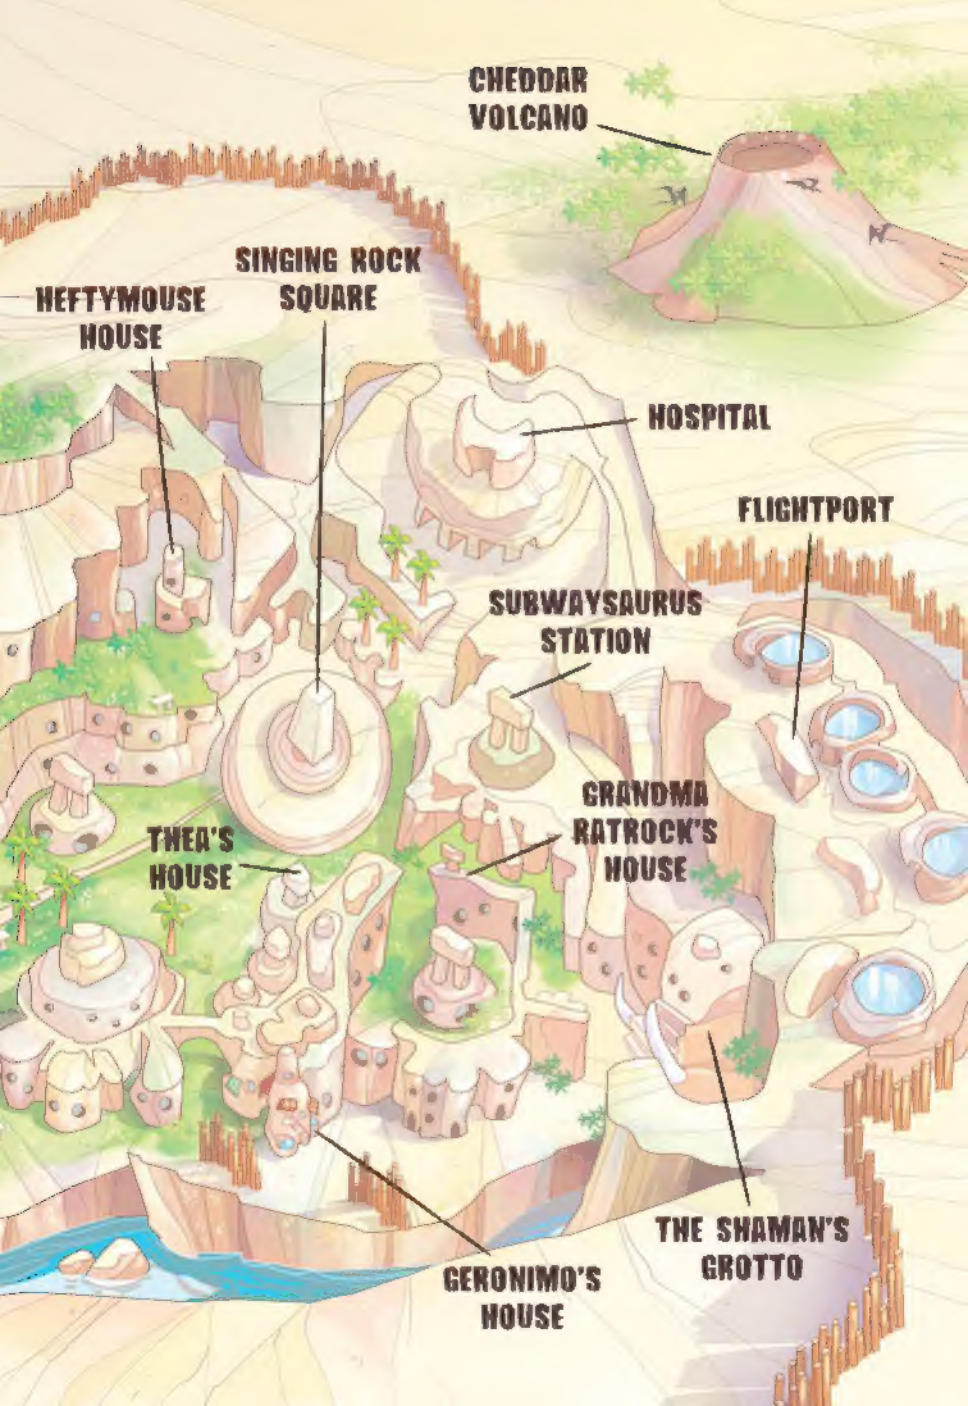 CHEDDAR
VOLCANO
SINGING ROCK
SQUARE
HEFTYMOUSE
HOUSE
HOSPITAL
FLIGHTPORT
SUBWAYSAURUS
STATION
GRANDMA
RATROCK'S
HOUSE
THEA'S
HOUSE
THE SHAMAN'S
GROTTO
GERONIMO'S
HOUSE